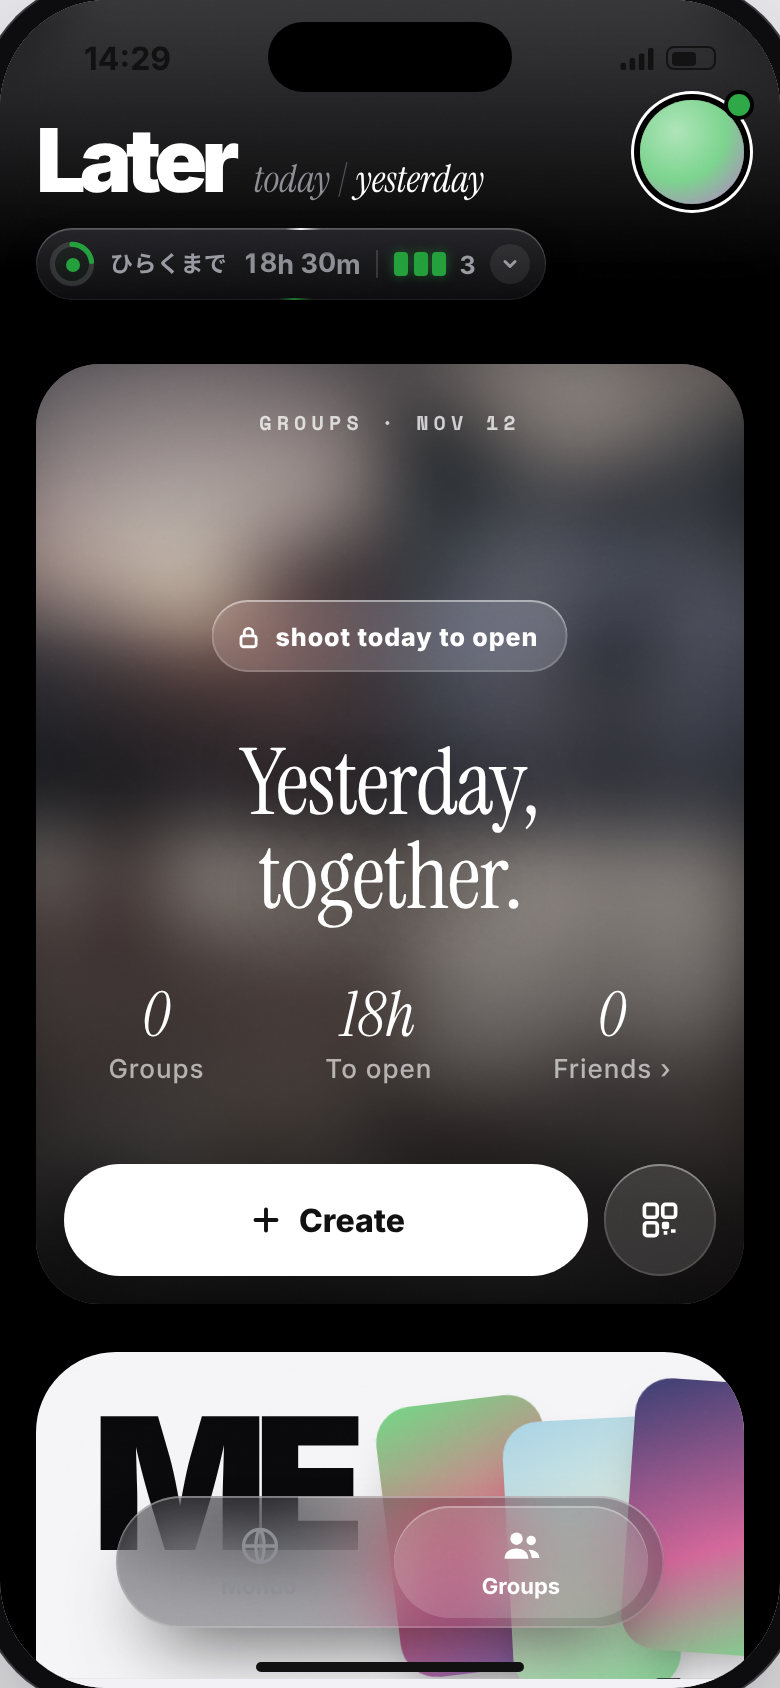 14:29
Later today / yesterday
ひらくまで 18h 30m 3
GROUPS · NOV 12
shoot today to open
Yesterday,
together.
0 18h 0
Groups To open Friends ›
+ Create
ME
Mondo
Groups